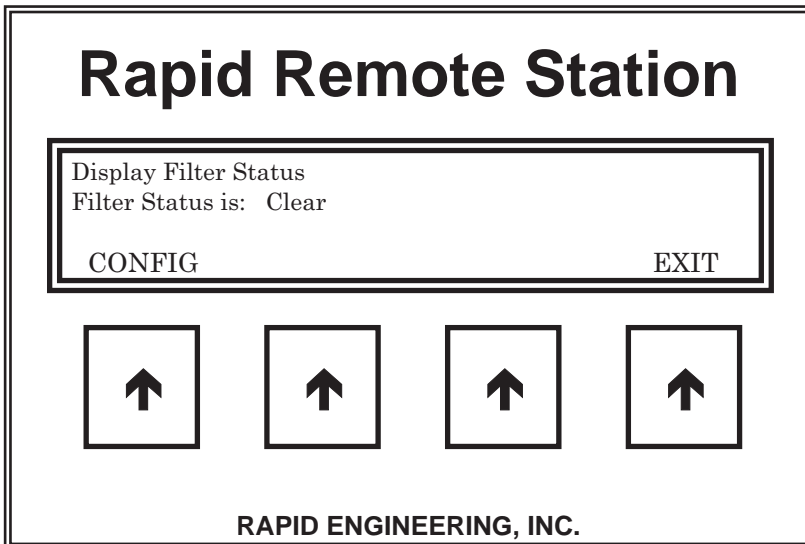 Rapid Remote Station
Display Filter Status
Filter Status is: Clear
CONFIG EXIT
RAPID ENGINEERING, INC.